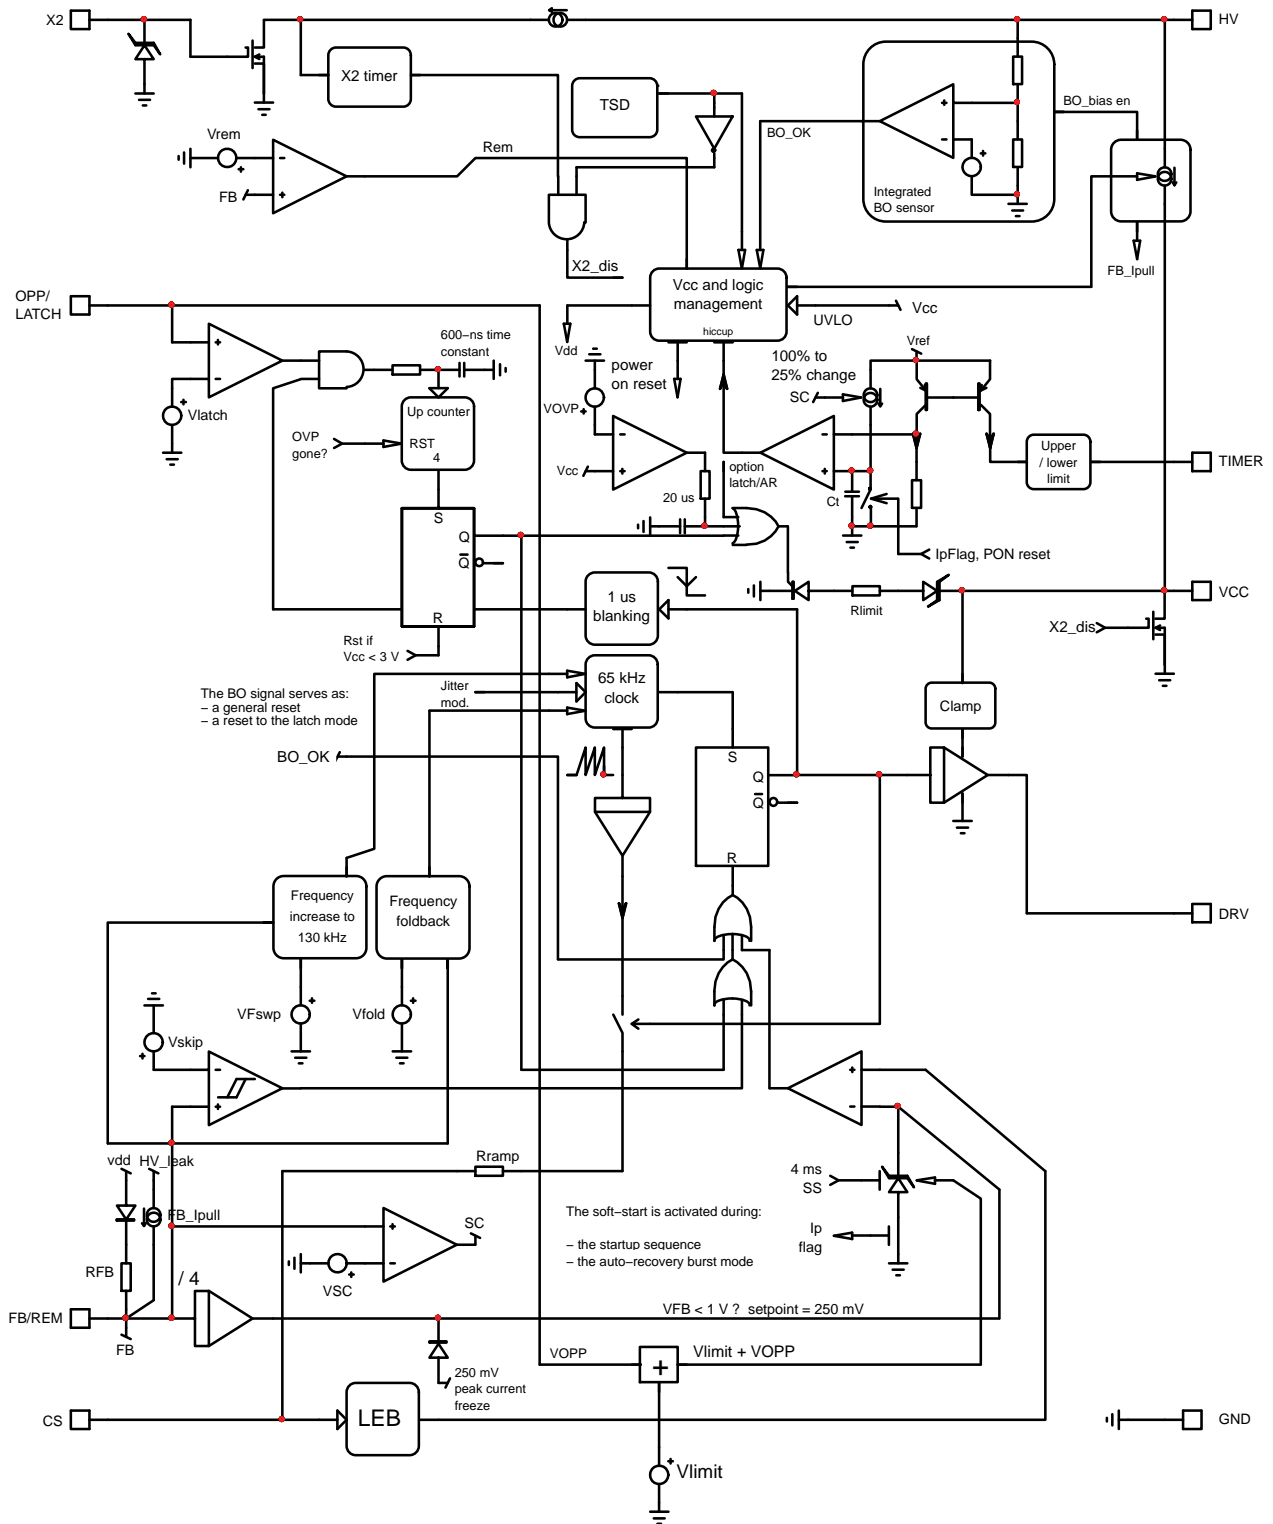 X2
HV
X2 timer
TSD
BO_OK
BO_bias en
+
−
+
Integrated
BO sensor
FB_Ipull
Vrem
−
+
+
FB
Rem
X2_dis
OPP/
LATCH
Vcc and logic
management
hiccup
UVLO
Vcc
Vdd
power
on reset
+
−
+
Vlatch
600−ns time
constant
Up counter
RST
4
OVP
gone?
VOVP
+
−
+
Vcc
20 us
option
latch/AR
100% to
25% change
SC
Vref
−
+
Ct
Upper
/ lower
limit
TIMER
IpFlag, PON reset
S
Q
Q
R
Rst if
Vcc < 3 V
1 us
blanking
Rlimit
VCC
X2_dis
Clamp
65 kHz
clock
Jitter
mod.
The BO signal serves as:
− a general reset
− a reset to the latch mode
BO_OK
S
Q
Q
R
DRV
Frequency
increase to
130 kHz
Frequency
foldback
VFswp
+
Vfold
+
Vskip
+
−
+
+
−
vdd
HV_leak
FB_Ipull
RFB
Rramp
SC
+
−
VSC
+
4 ms
SS
Ip
flag
The soft−start is activated during:
− the startup sequence
− the auto−recovery burst mode
/ 4
FB/REM
FB
VFB < 1 V ? setpoint = 250 mV
250 mV
peak current
freeze
VOPP
+
Vlimit + VOPP
CS
LEB
GND
+
Vlimit